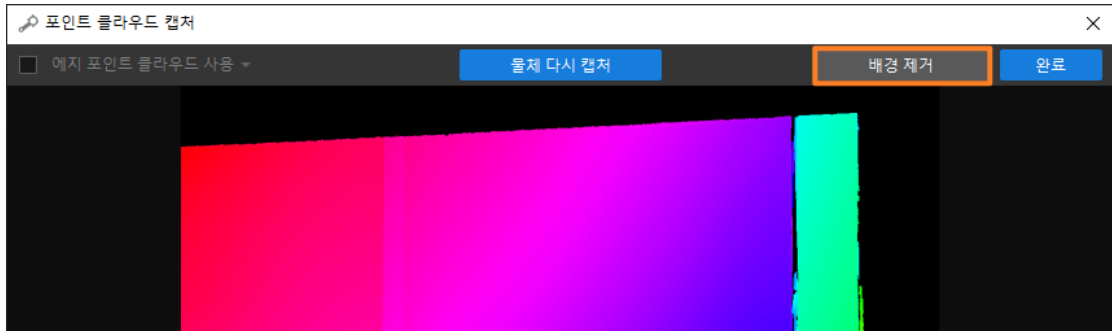 포인트 클라우드 캡처
에지 포인트 클라우드 사용
물체 다시 캡처
배경 제거
완료